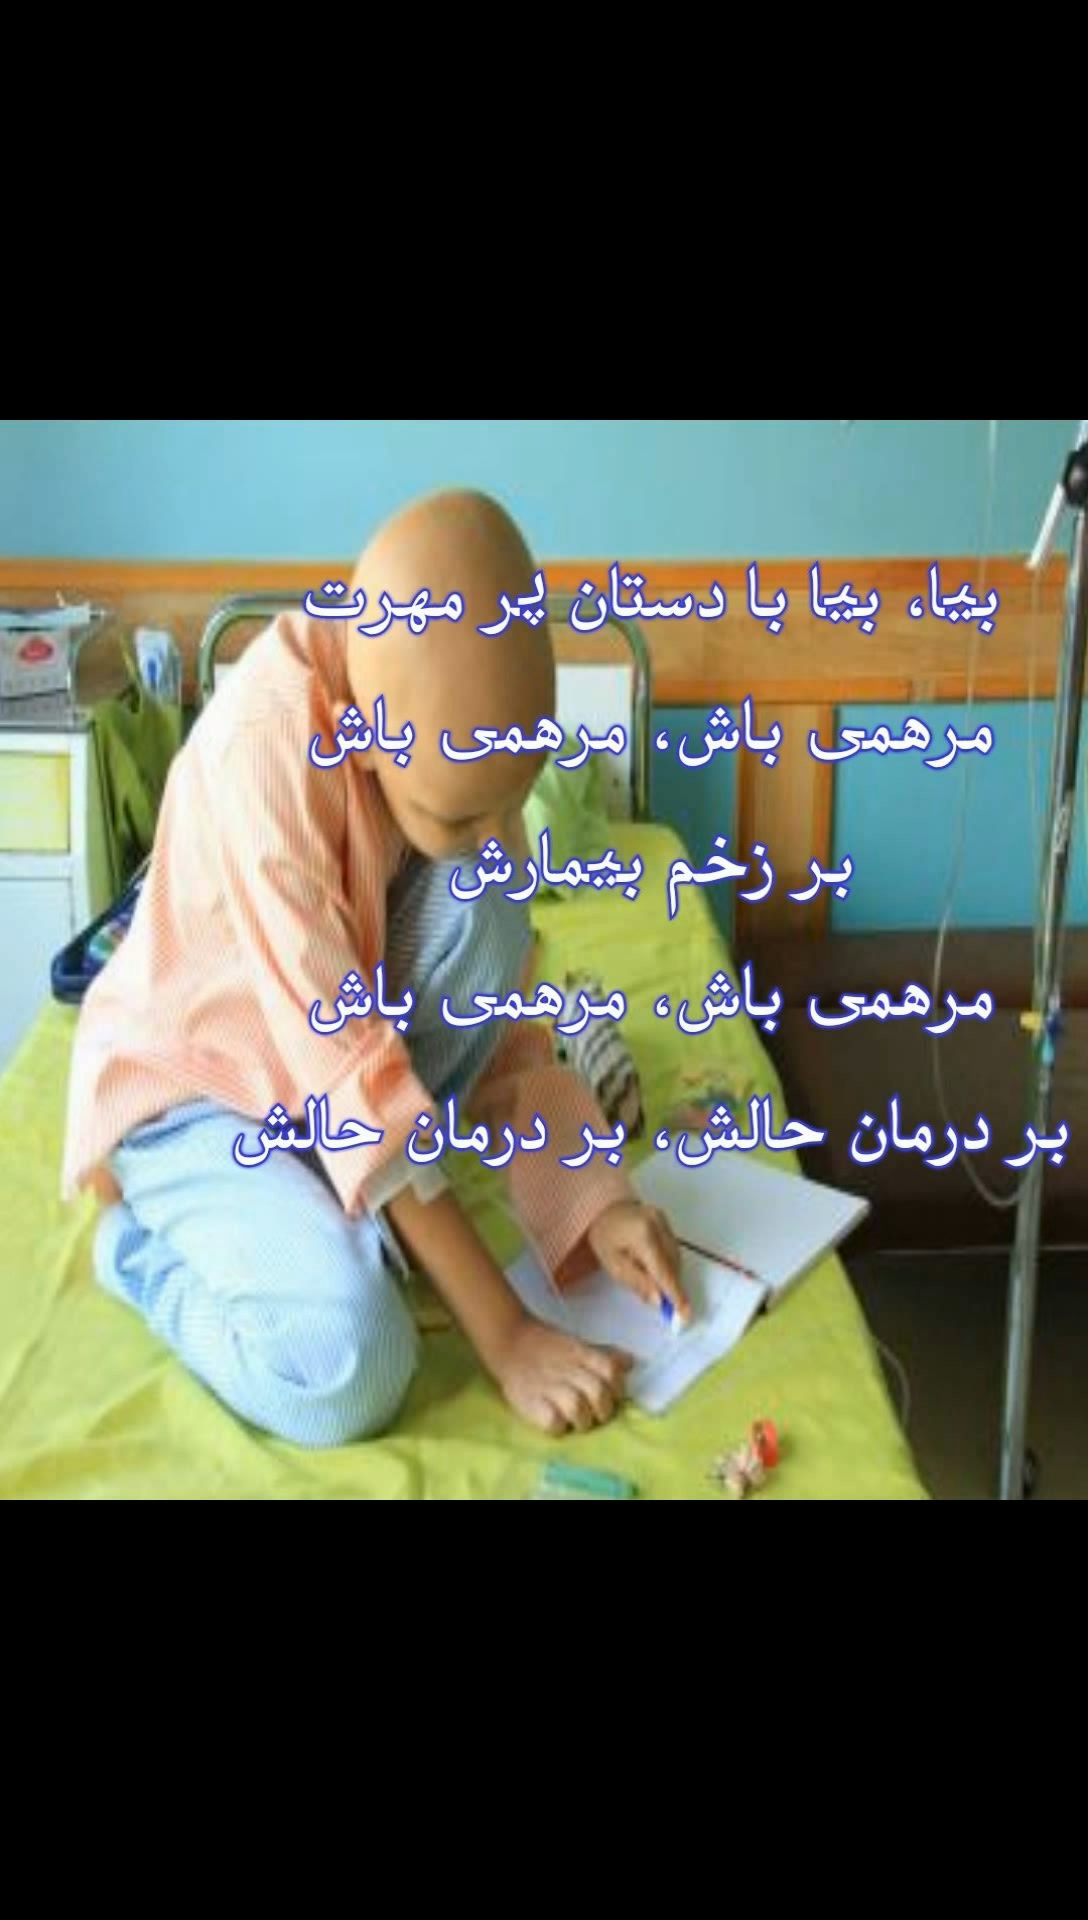 بیا، بیا با دستان پر مهرت
مرهمی باش، مرهمی باش
بر زخم بیمارش
مرهمی باش، مرهمی باش
بر درمان حالش، بر درمان حالش